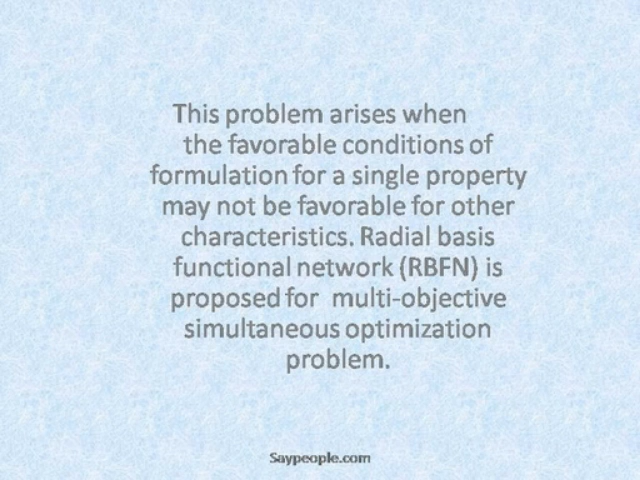 This problem arises when
the favorable conditions of
formulation for a single property
may not be favorable for other
characteristics. Radial basis
functional network (RBFN) is
proposed for  multi-objective
simultaneous optimization
problem.
Saypeople.com